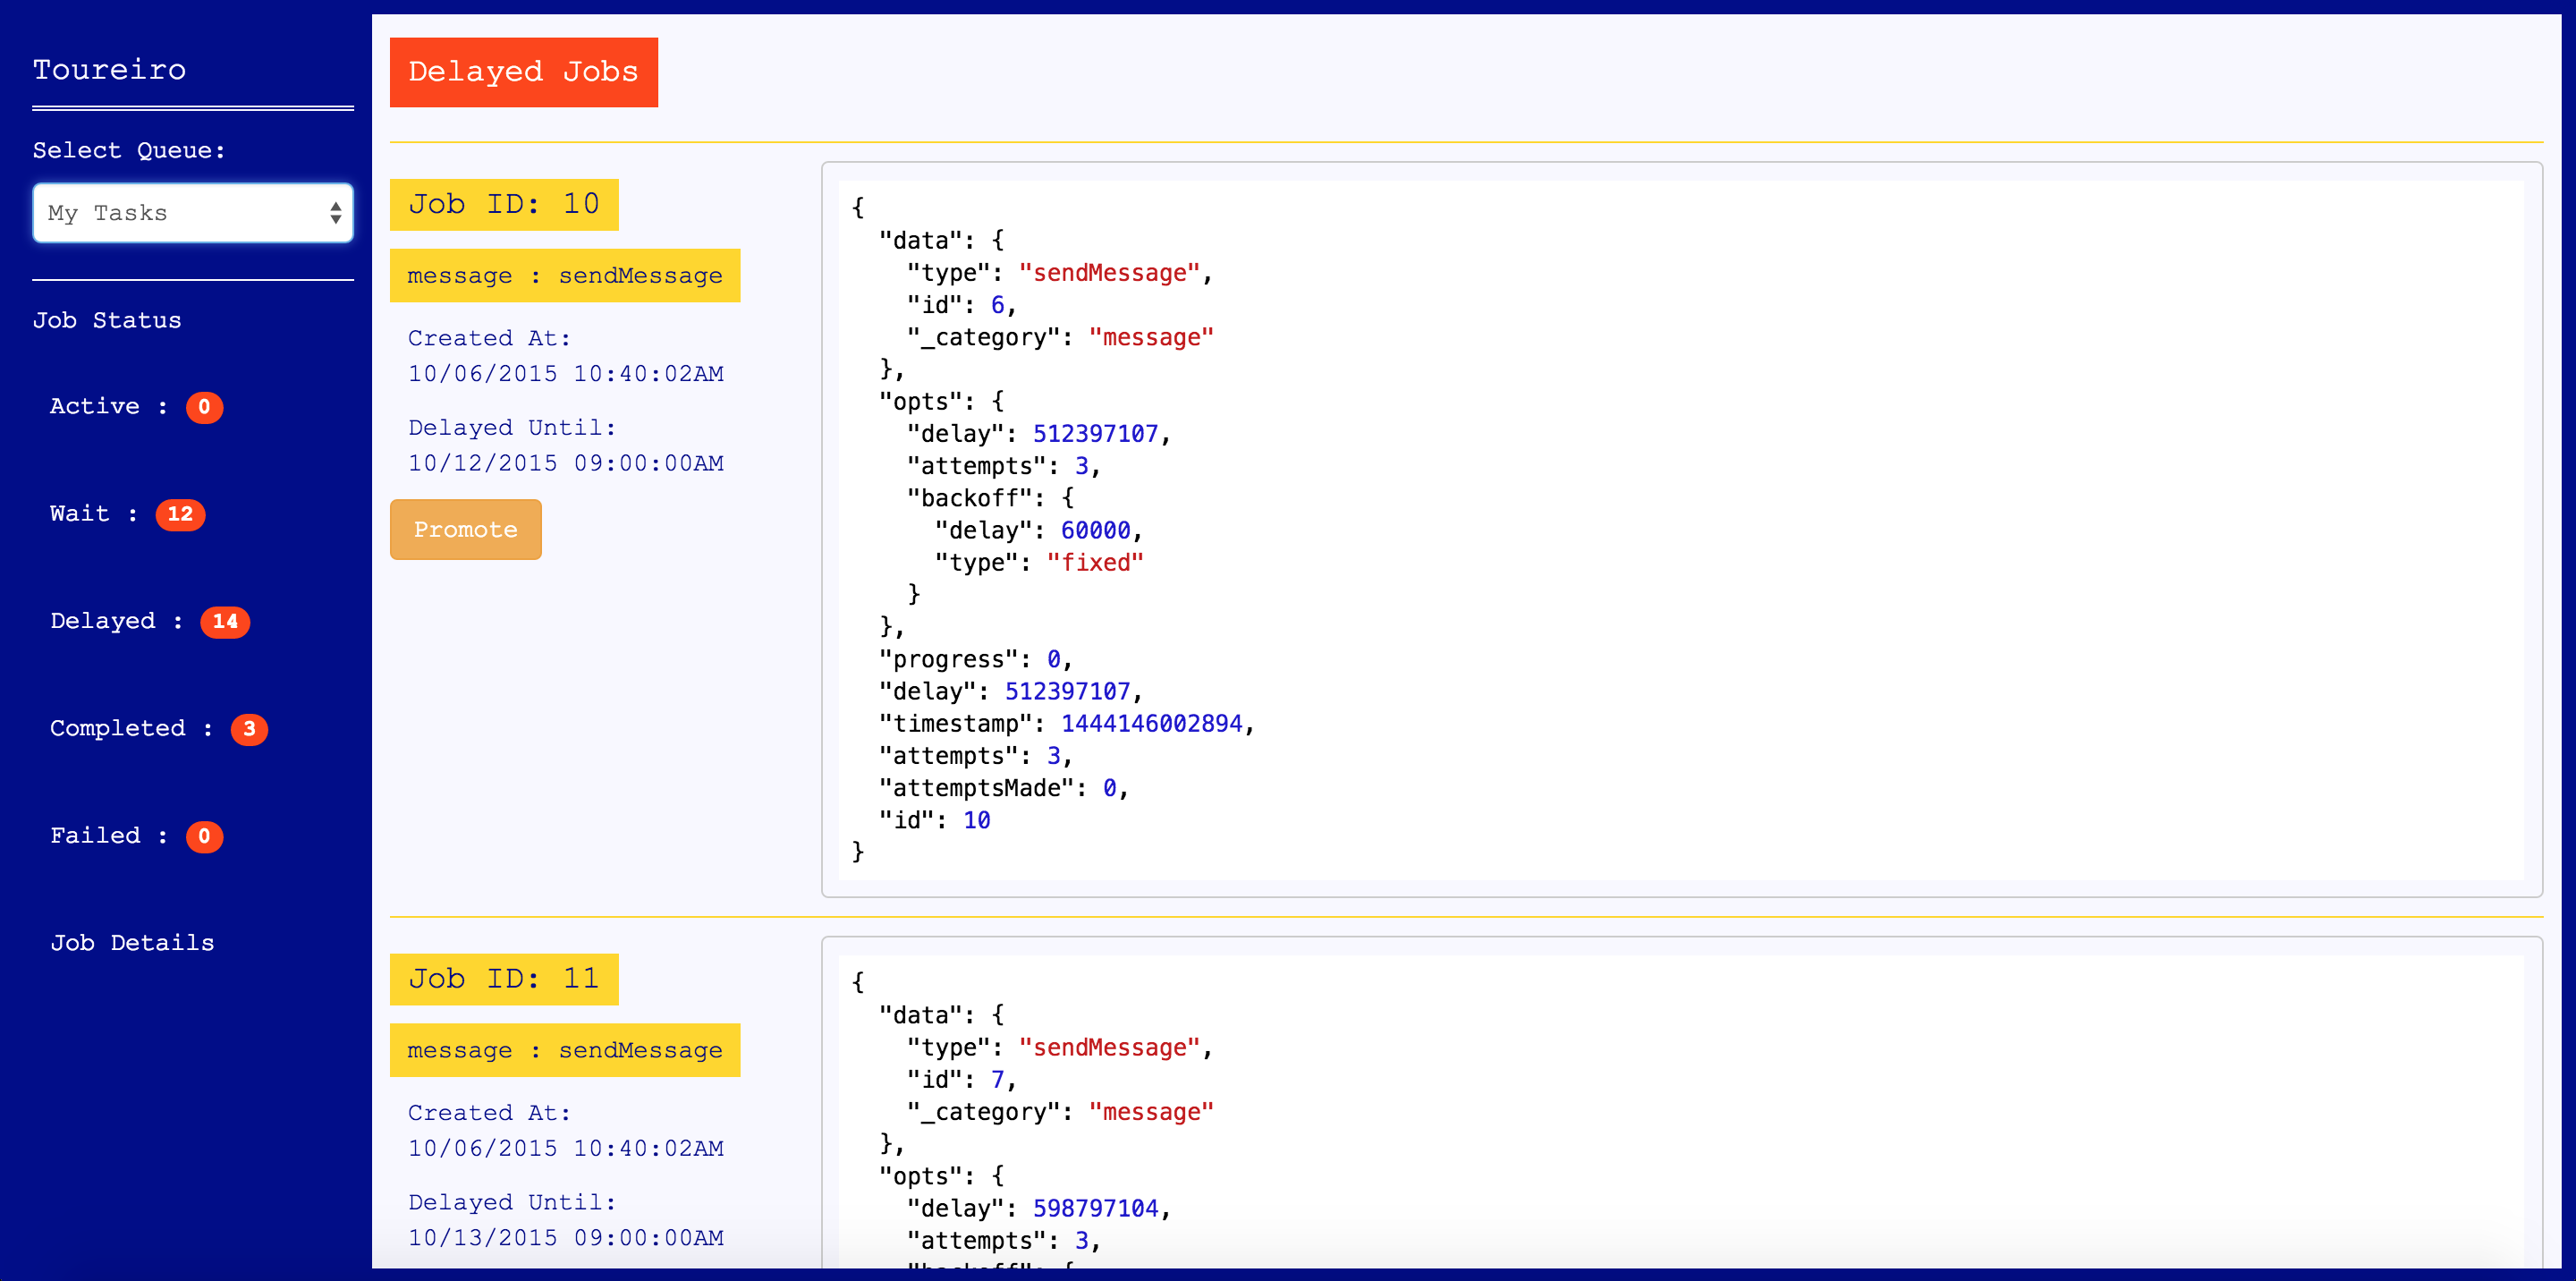 Toureiro
Select Queue:
My Tasks
Job Status
Active : 0
Wait : 12
Delayed : 14
Completed : 3
Failed : 0
Job Details
Delayed Jobs
Job ID: 10
message : sendMessage
Created At:
10/06/2015 10:40:02AM
Delayed Until:
10/12/2015 09:00:00AM
Promote
{
"data": {
"type": "sendMessage",
"id": 6,
"_category": "message"
},
"opts": {
"delay": 512397107,
"attempts": 3,
"backoff": {
"delay": 60000,
"type": "fixed"
}
},
"progress": 0,
"delay": 512397107,
"timestamp": 1444146002894,
"attempts": 3,
"attemptsMade": 0,
"id": 10
}
Job ID: 11
message : sendMessage
Created At:
10/06/2015 10:40:02AM
Delayed Until:
10/13/2015 09:00:00AM
{
"data": {
"type": "sendMessage",
"id": 7,
"_category": "message"
},
"opts": {
"delay": 598797104,
"attempts": 3,